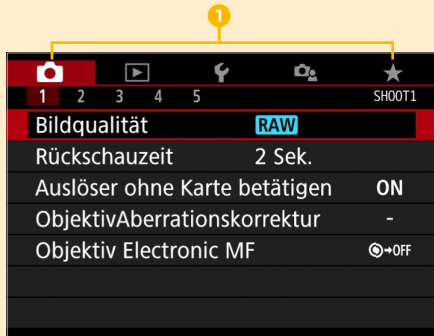 1
1 2 3 4 5 SHOOT1
Bildqualität RAW
Rückschauzeit 2 Sek.
Auslöser ohne Karte betätigen ON
ObjektivAberrationskorrektur -
Objektiv Electronic MF →OFF